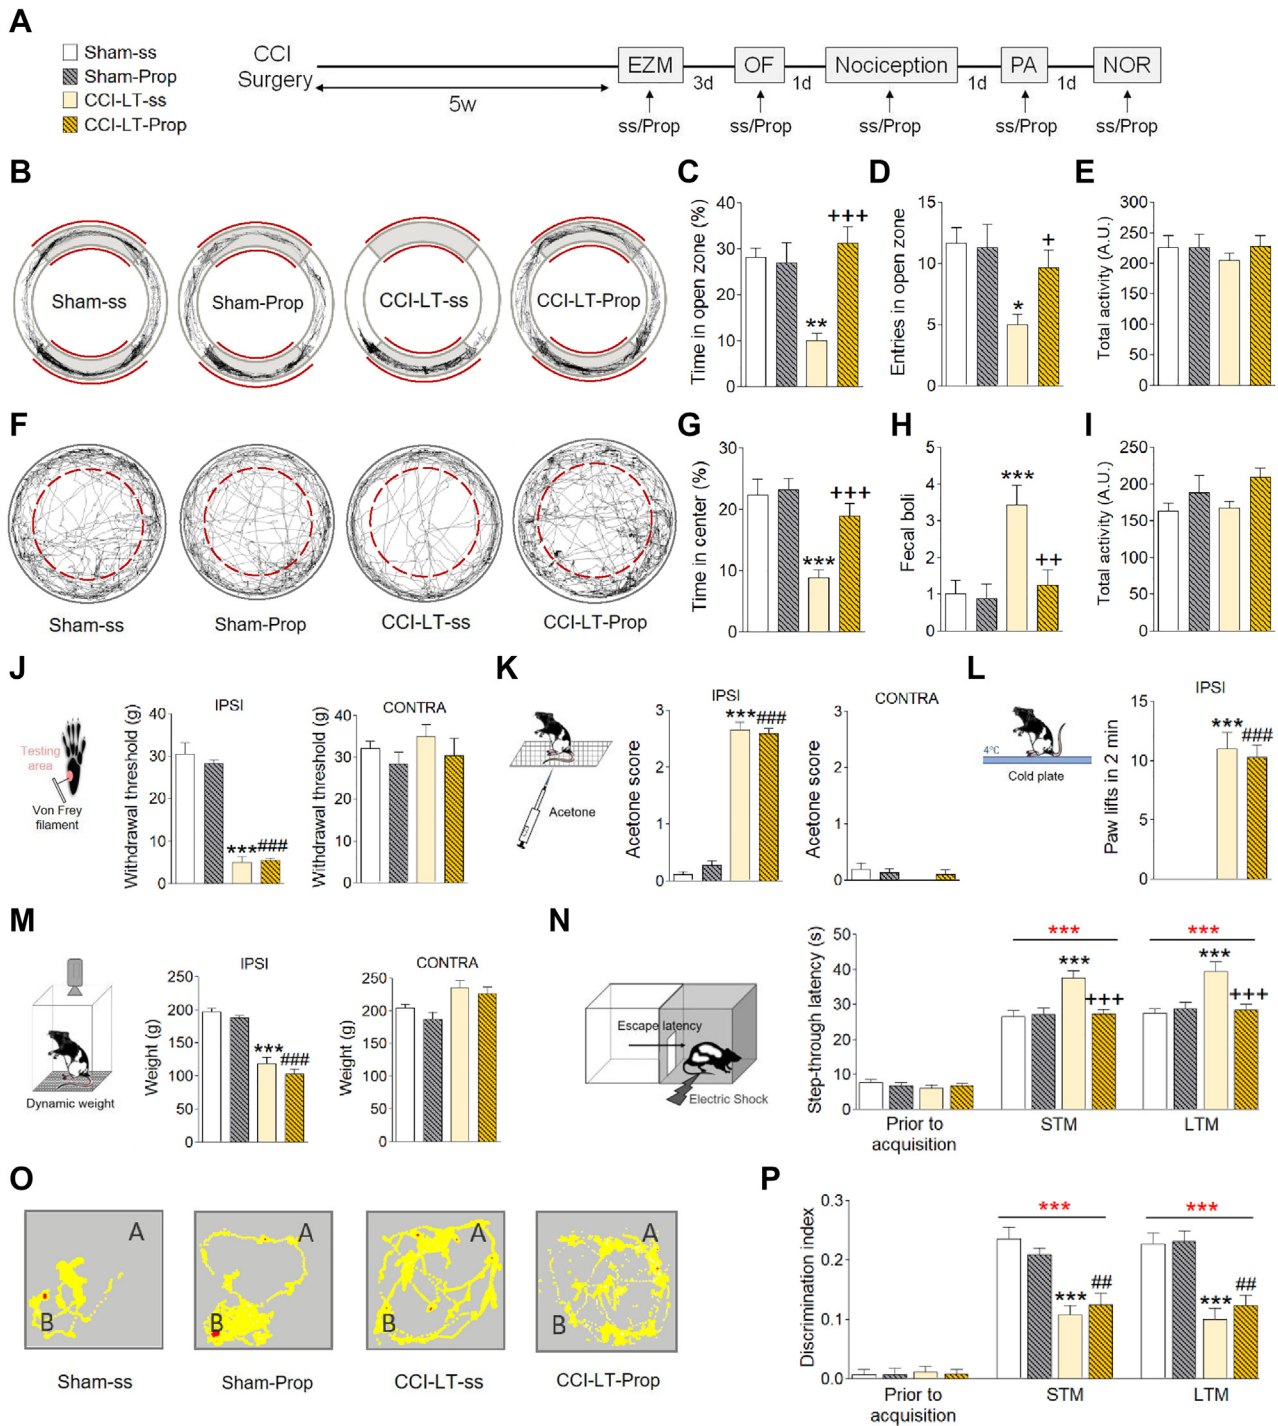 A
Sham-ss
Sham-Prop
CCI-LT-ss
CCI-LT-Prop
CCI
Surgery
5w
EZM
3d
OF
1d
Nociception
1d
PA
1d
NOR
ss/Prop
ss/Prop
ss/Prop
ss/Prop
ss/Prop
B
Sham-ss
Sham-Prop
CCI-LT-ss
CCI-LT-Prop
C
Time in open zone (%)
40
30
20
10
0
**
+++
D
Entries in open zone
15
10
5
0
*
+
E
Total activity (A.U.)
300
250
200
150
100
50
0
F
Sham-ss
Sham-Prop
CCI-LT-ss
CCI-LT-Prop
G
Time in center (%)
30
20
10
0
***
+++
H
Fecal boli
5
4
3
2
1
0
***
++
I
Total activity (A.U.)
250
200
150
100
50
0
J
Testing
area
Von Frey
filament
IPSI
Withdrawal threshold (g)
40
30
20
10
0
***
###
CONTRA
Withdrawal threshold (g)
40
30
20
10
0
K
Acetone
IPSI
Acetone score
3
2
1
0
***
###
CONTRA
Acetone score
3
2
1
0
L
4°C
Cold plate
IPSI
Paw lifts in 2 min
15
10
5
0
***
###
M
Dynamic weight
IPSI
Weight (g)
250
200
150
100
50
0
***
###
CONTRA
Weight (g)
250
200
150
100
50
0
N
Escape latency
Electric Shock
Step-through latency (s)
50
40
30
20
10
0
***
***
+++
***
***
+++
Prior to
acquisition
STM
LTM
O
A
B
Sham-ss
A
B
Sham-Prop
A
B
CCI-LT-ss
A
B
CCI-LT-Prop
P
Discrimination index
0.3
0.2
0.1
0.0
***
***
##
***
***
##
Prior to
acquisition
STM
LTM